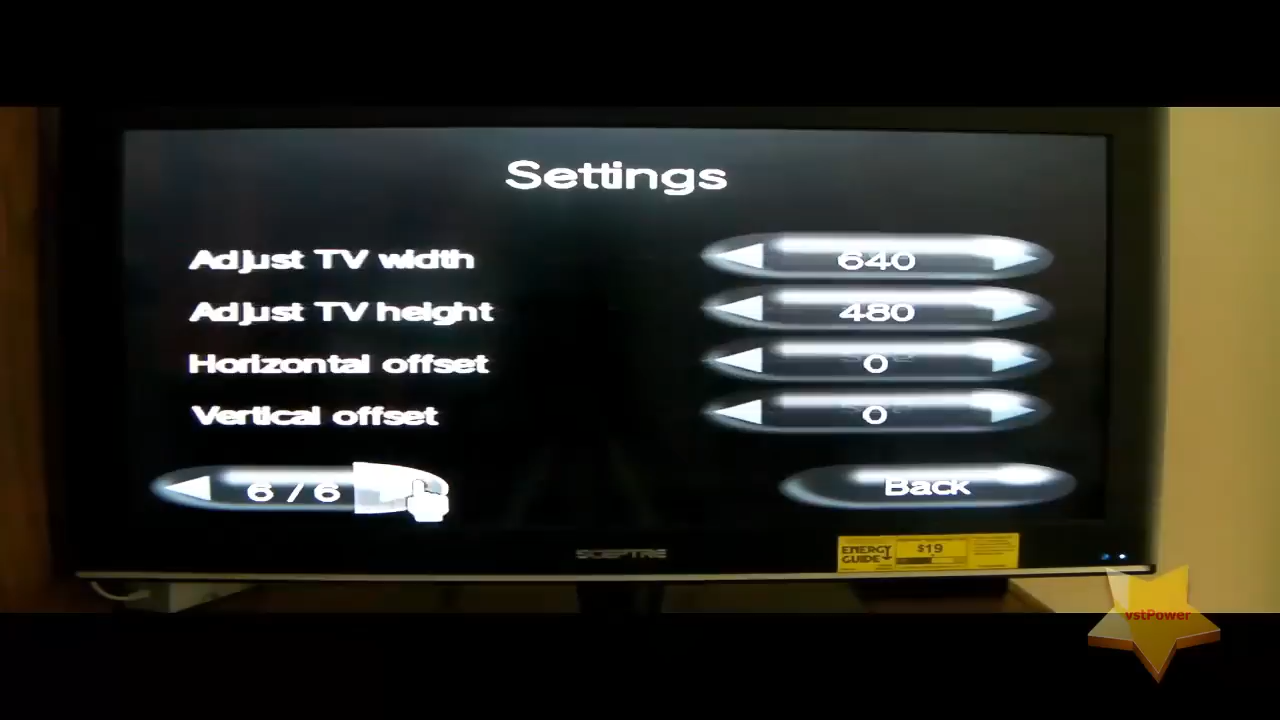 Settings
Adjust TV width 640
Adjust TV height 480
Horizontal offset 0
Vertical offset 0
6 / 6 Back
SCEPTRE
ENERGY GUIDE
$19
vstPower